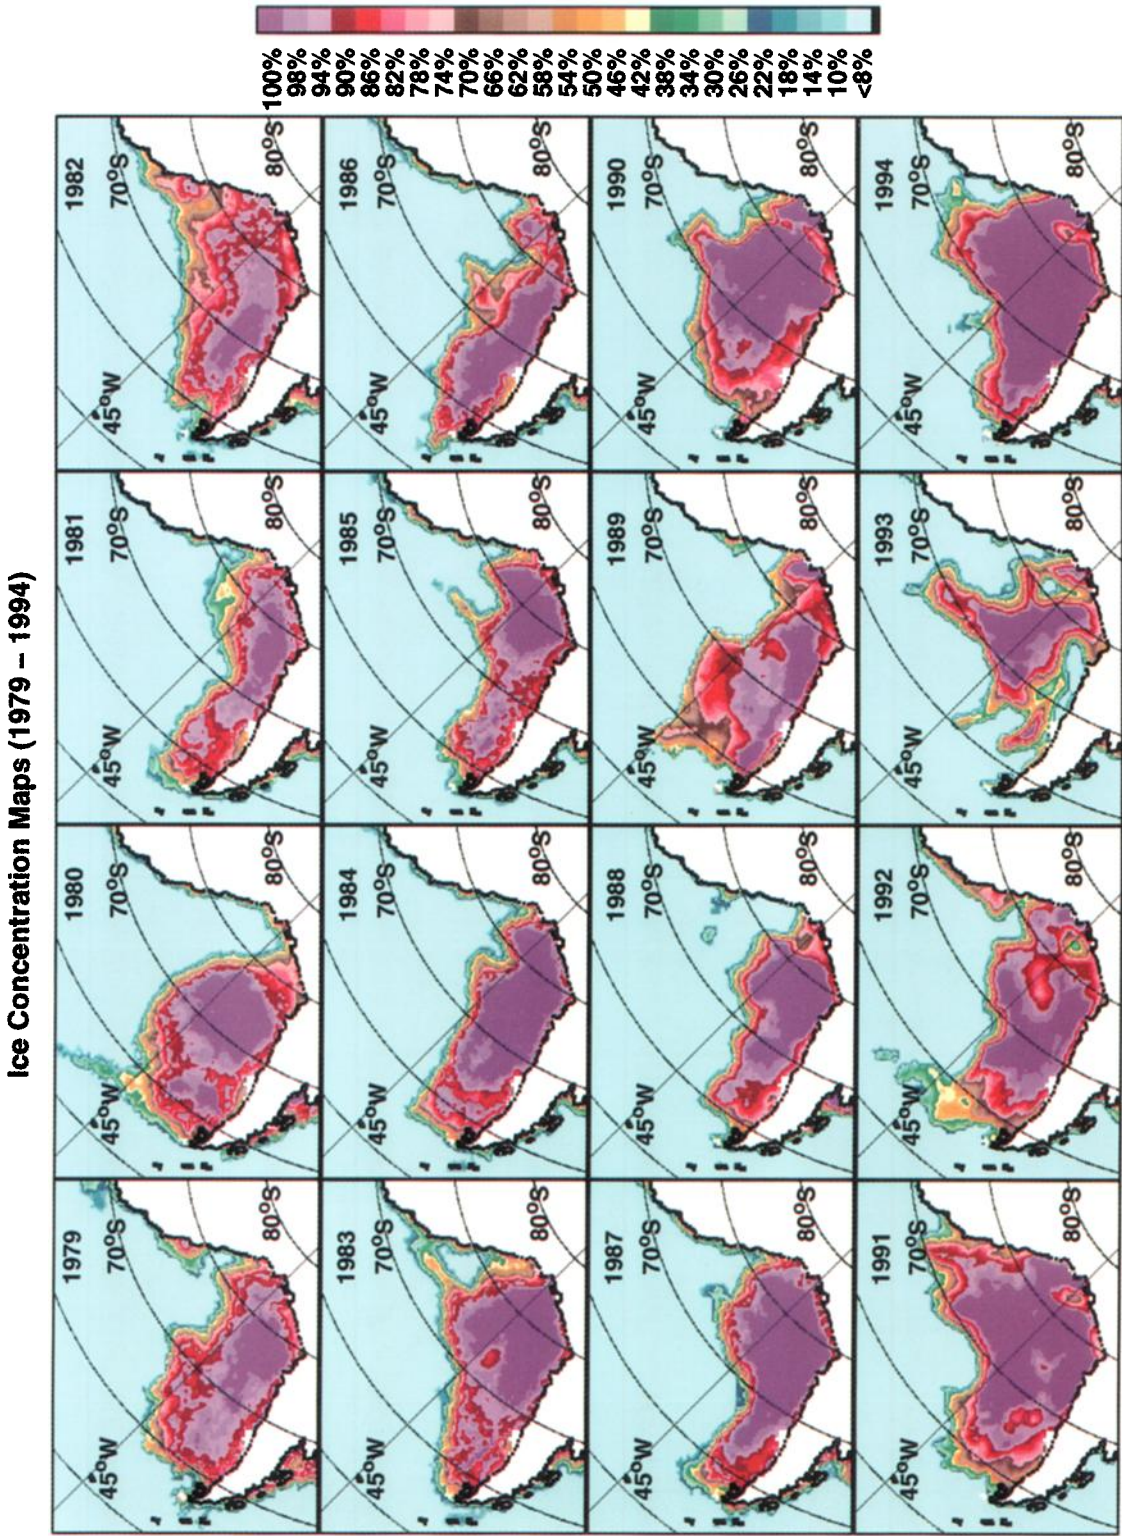 Ice Concentration Maps (1979 – 1994)
1979
70°S
45°W
80°S
1980
70°S
45°W
80°S
1981
70°S
45°W
80°S
1982
70°S
45°W
80°S
1983
70°S
45°W
80°S
1984
70°S
45°W
80°S
1985
70°S
45°W
80°S
1986
70°S
45°W
80°S
1987
70°S
45°W
80°S
1988
70°S
45°W
80°S
1989
70°S
45°W
80°S
1990
70°S
45°W
80°S
1991
70°S
45°W
80°S
1992
70°S
45°W
80°S
1993
70°S
45°W
80°S
1994
70°S
45°W
80°S
100%
98%
94%
90%
86%
82%
78%
74%
70%
66%
62%
58%
54%
50%
46%
42%
38%
34%
30%
26%
22%
18%
14%
10%
<8%